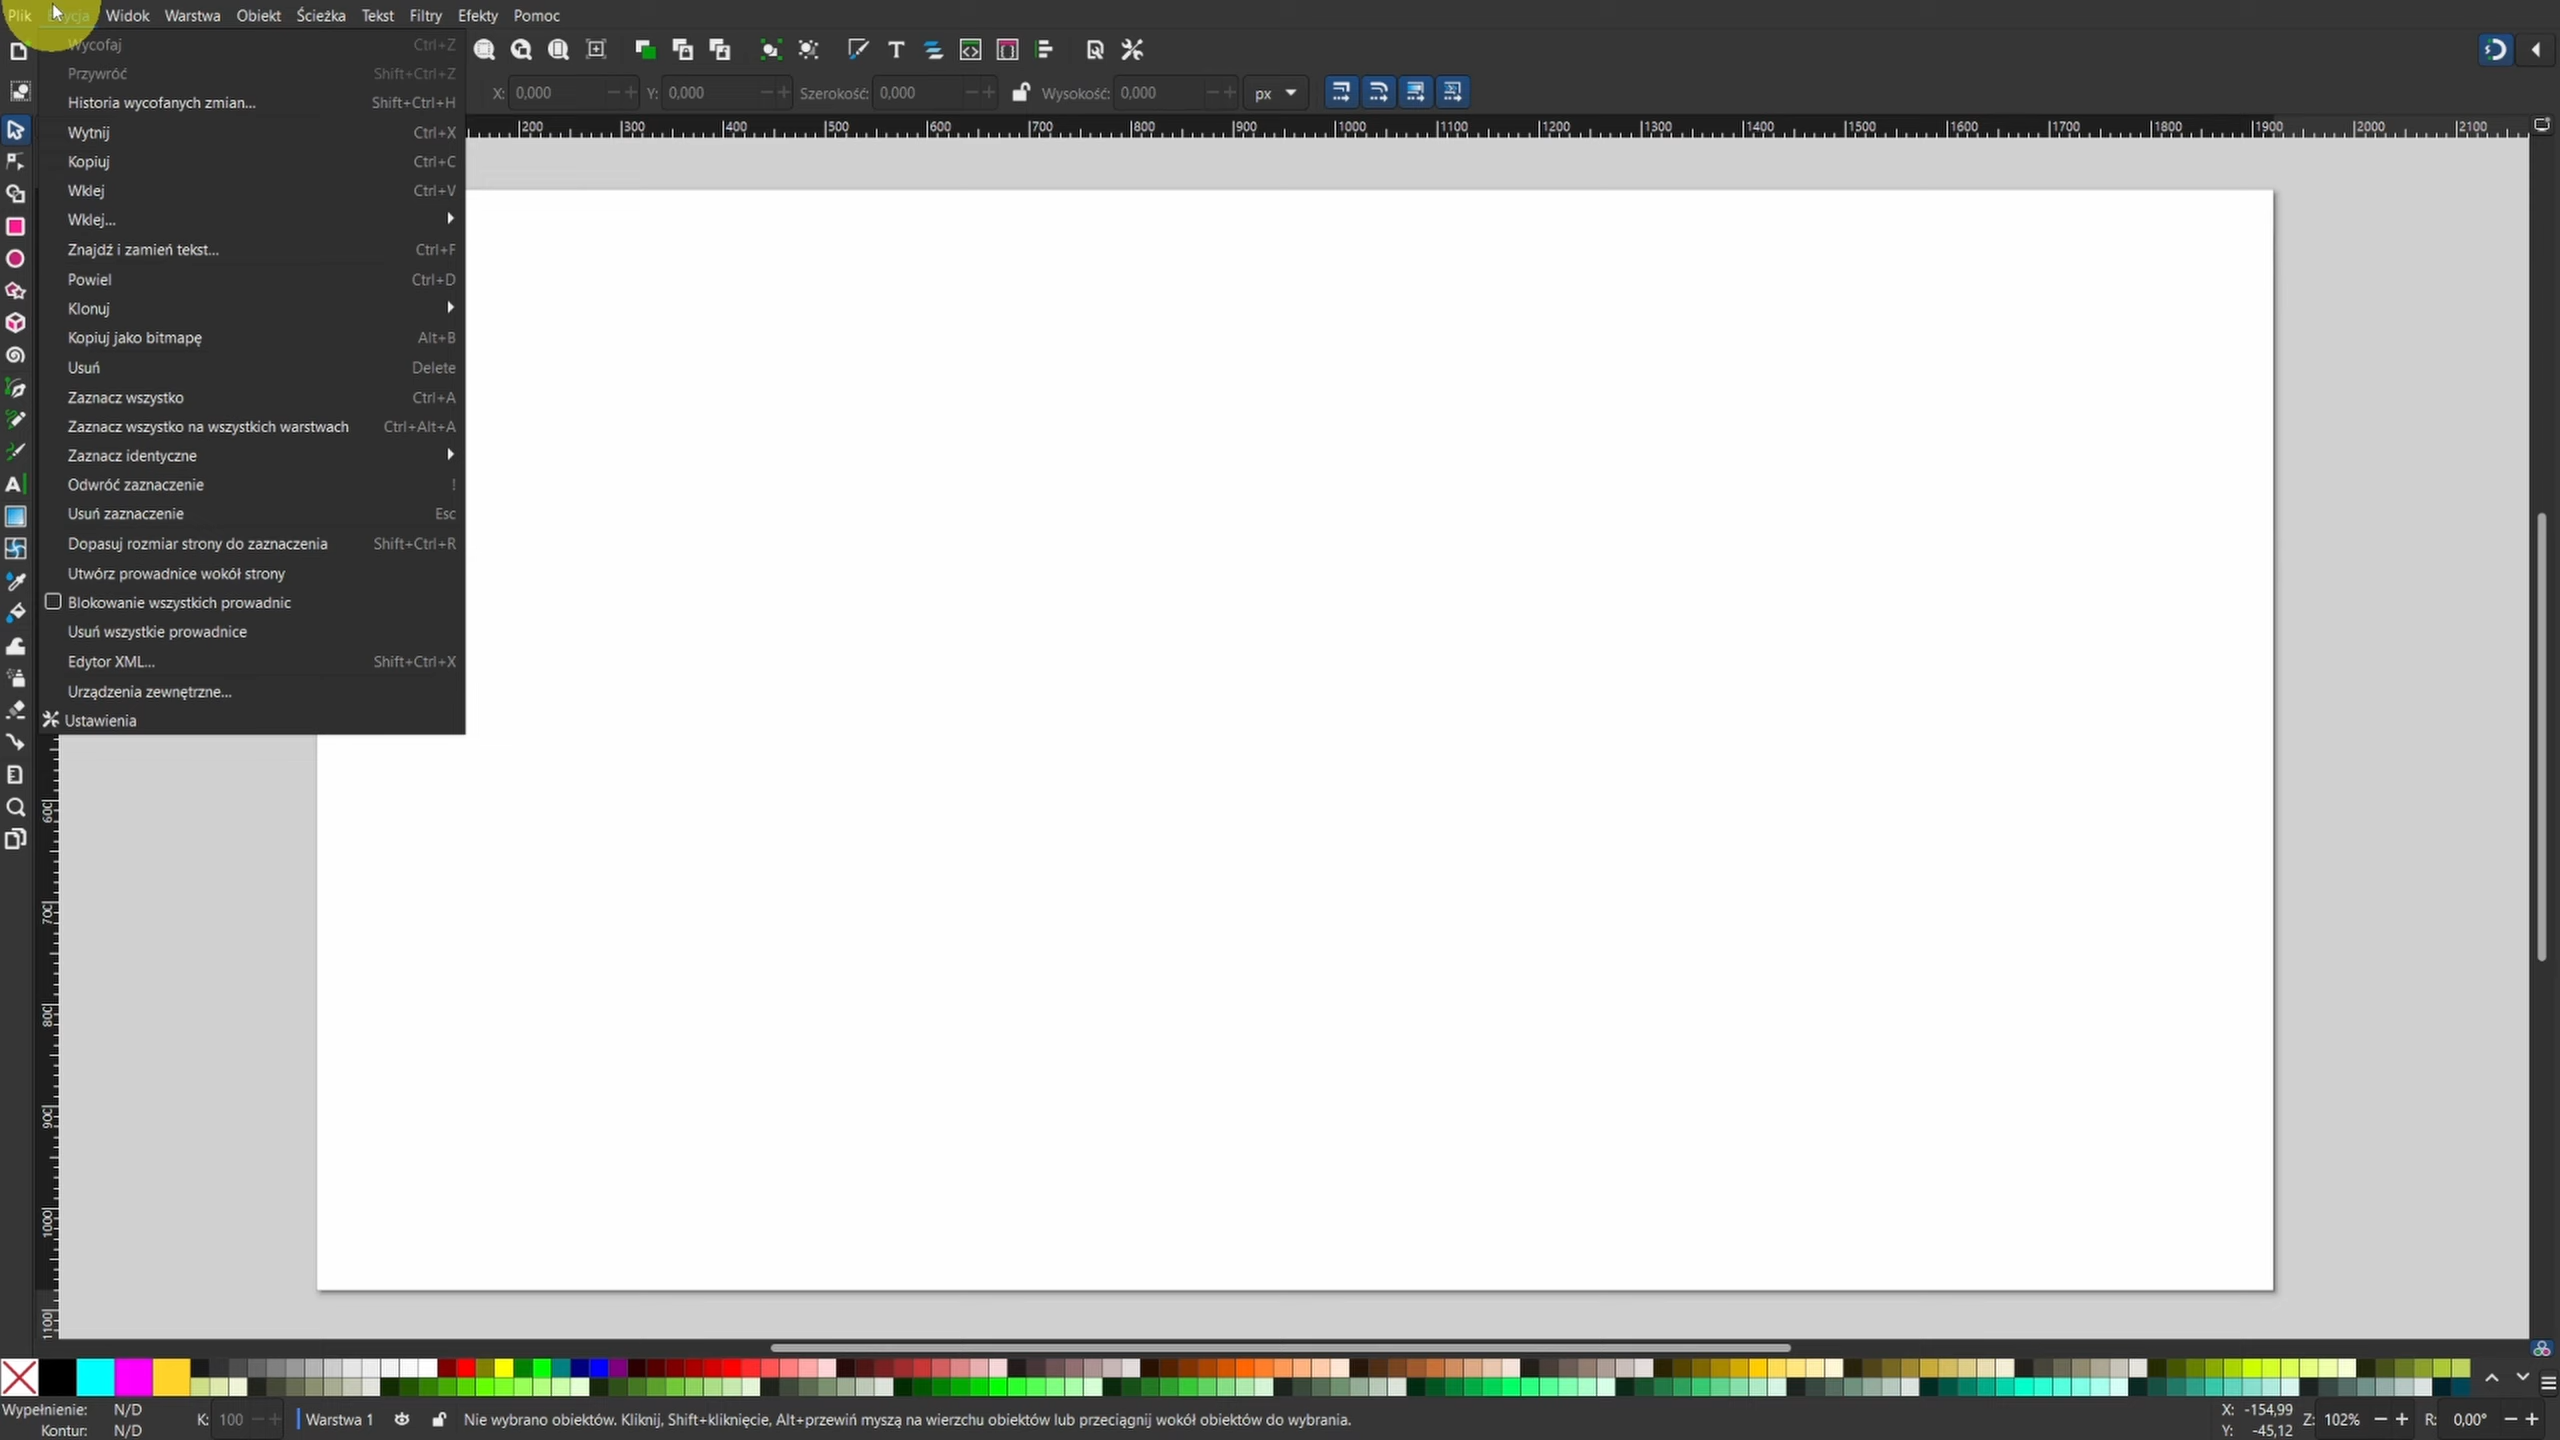 Plik Edycja Widok Warstwa Obiekt Ścieżka Tekst Filtry Efekty Pomoc
Wycofaj Ctrl+Z
Przywróć Shift+Ctrl+Z
Historia wycofanych zmian... Shift+Ctrl+H
X: 0,000 Y: 0,000 Szerokość: 0,000 Wysokość: 0,000 px
Wytnij Ctrl+X
200 300 400 500 600 700 800 900 1000 1100 1200 1300 1400 1500 1600 1700 1800 1900 2000 2100
Kopiuj Ctrl+C
Wklej Ctrl+V
Wklej...
Znajdź i zamień tekst... Ctrl+F
Powiel Ctrl+D
Klonuj
Kopiuj jako bitmapę Alt+B
Usuń Delete
Zaznacz wszystko Ctrl+A
Zaznacz wszystko na wszystkich warstwach Ctrl+Alt+A
Zaznacz identyczne
Odwróć zaznaczenie !
Usuń zaznaczenie Esc
Dopasuj rozmiar strony do zaznaczenia Shift+Ctrl+R
Utwórz prowadnice wokół strony
Blokowanie wszystkich prowadnic
Usuń wszystkie prowadnice
Edytor XML... Shift+Ctrl+X
Urządzenia zewnętrzne...
Ustawienia
600
700
800
900
1000
1100
Wypełnienie: N/D
Kontur: N/D
K: 100 Warstwa 1 Nie wybrano obiektów. Kliknij, Shift+kliknięcie, Alt+przewiń myszą na wierzchu obiektów lub przeciągnij wokół obiektów do wybrania.
X: -154,99
Y: -45,12
Z: 102% R: 0,00°